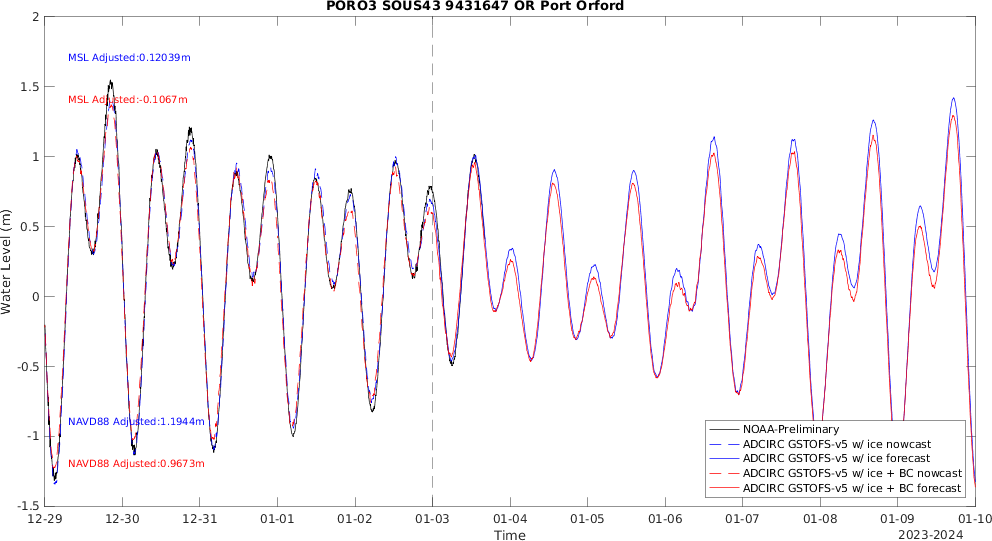 PORO3 SOUS43 9431647 OR Port Orford
Water Level (m)
2
1.5
1
0.5
0
-0.5
-1
-1.5
MSL Adjusted:0.12039m
MSL Adjusted:-0.1067m
NAVD88 Adjusted:1.1944m
NAVD88 Adjusted:0.9673m
NOAA-Preliminary
ADCIRC GSTOFS-v5 w/ ice nowcast
ADCIRC GSTOFS-v5 w/ ice forecast
ADCIRC GSTOFS-v5 w/ ice + BC nowcast
ADCIRC GSTOFS-v5 w/ ice + BC forecast
12-29 12-30 12-31 01-01 01-02 01-03 01-04 01-05 01-06 01-07 01-08 01-09 01-10
Time
2023-2024